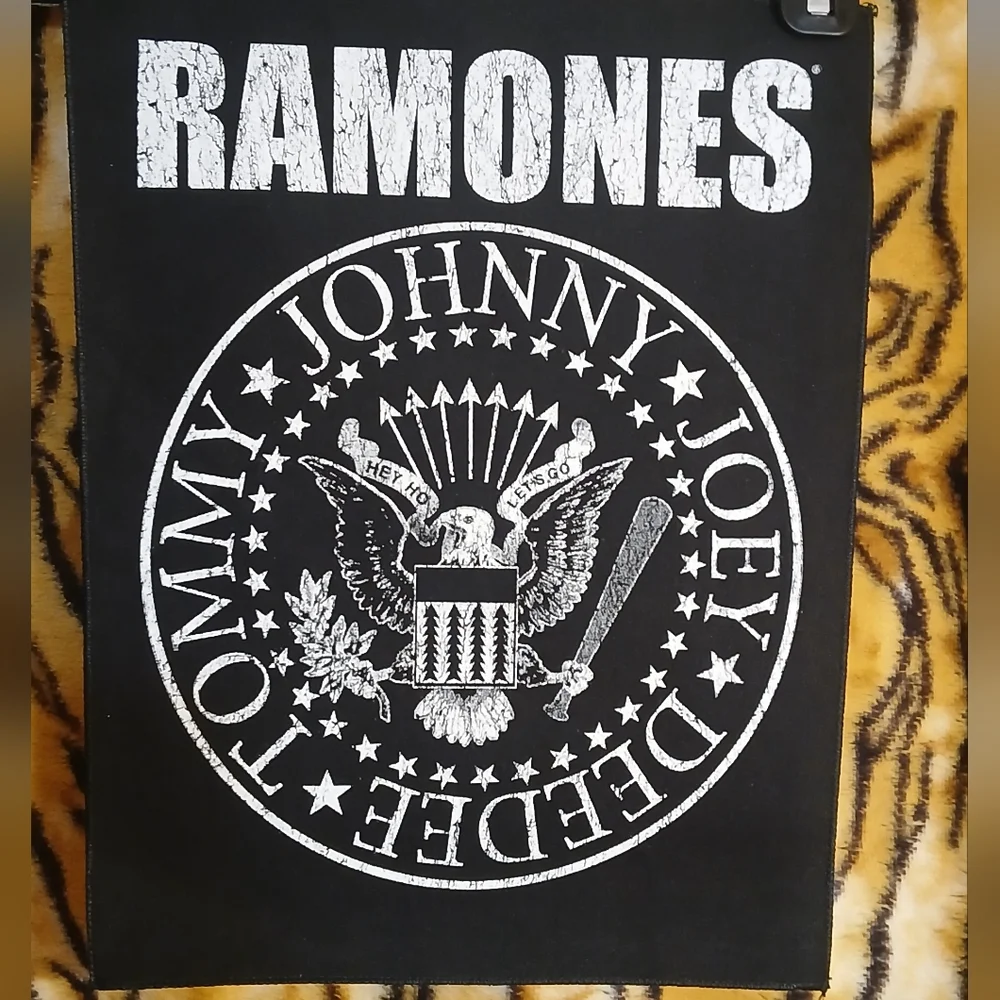 RAMONES®
JOHNNY
JOEY
DEEDEE
TOMMY
HEY HO
LET'S GO